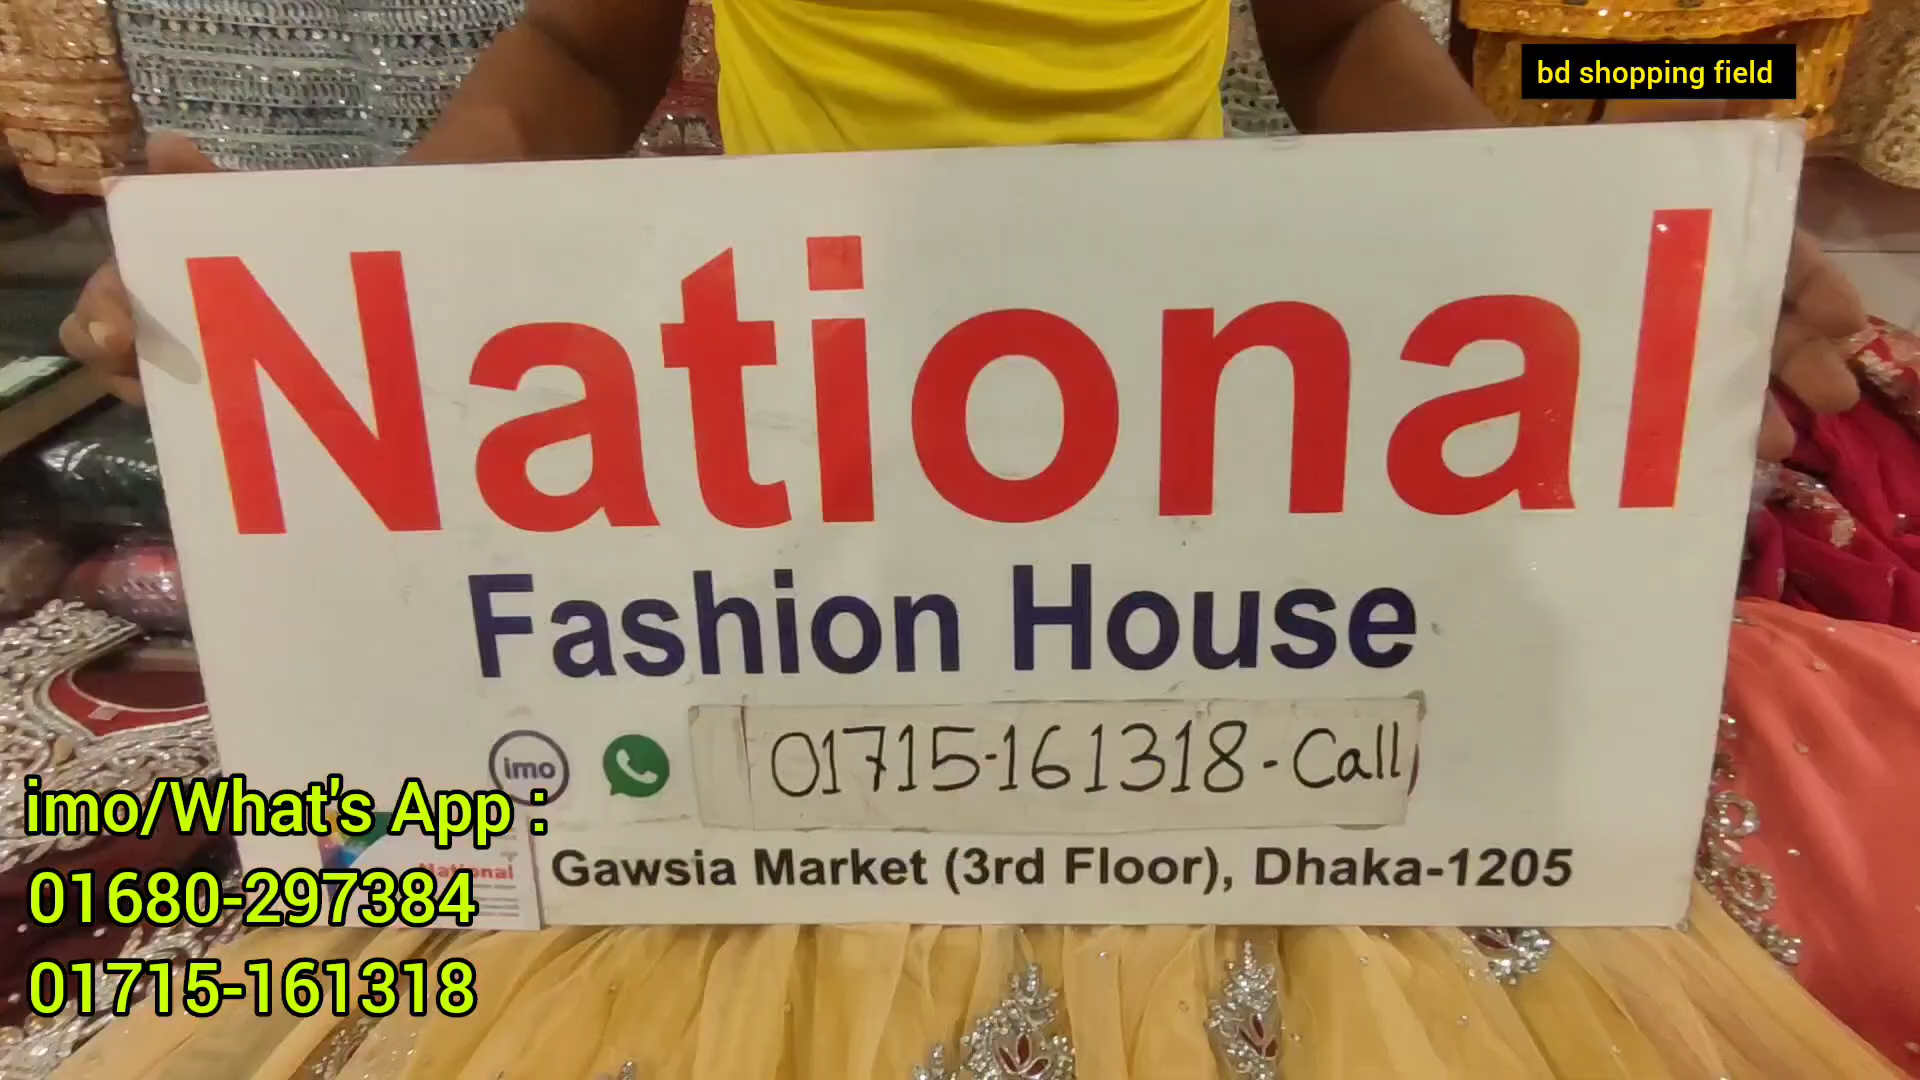 bd shopping field
National
Fashion House
imo 01715-161318-Call
Gawsia Market (3rd Floor), Dhaka-1205
National
imo/What's App :
01680-297384
01715-161318